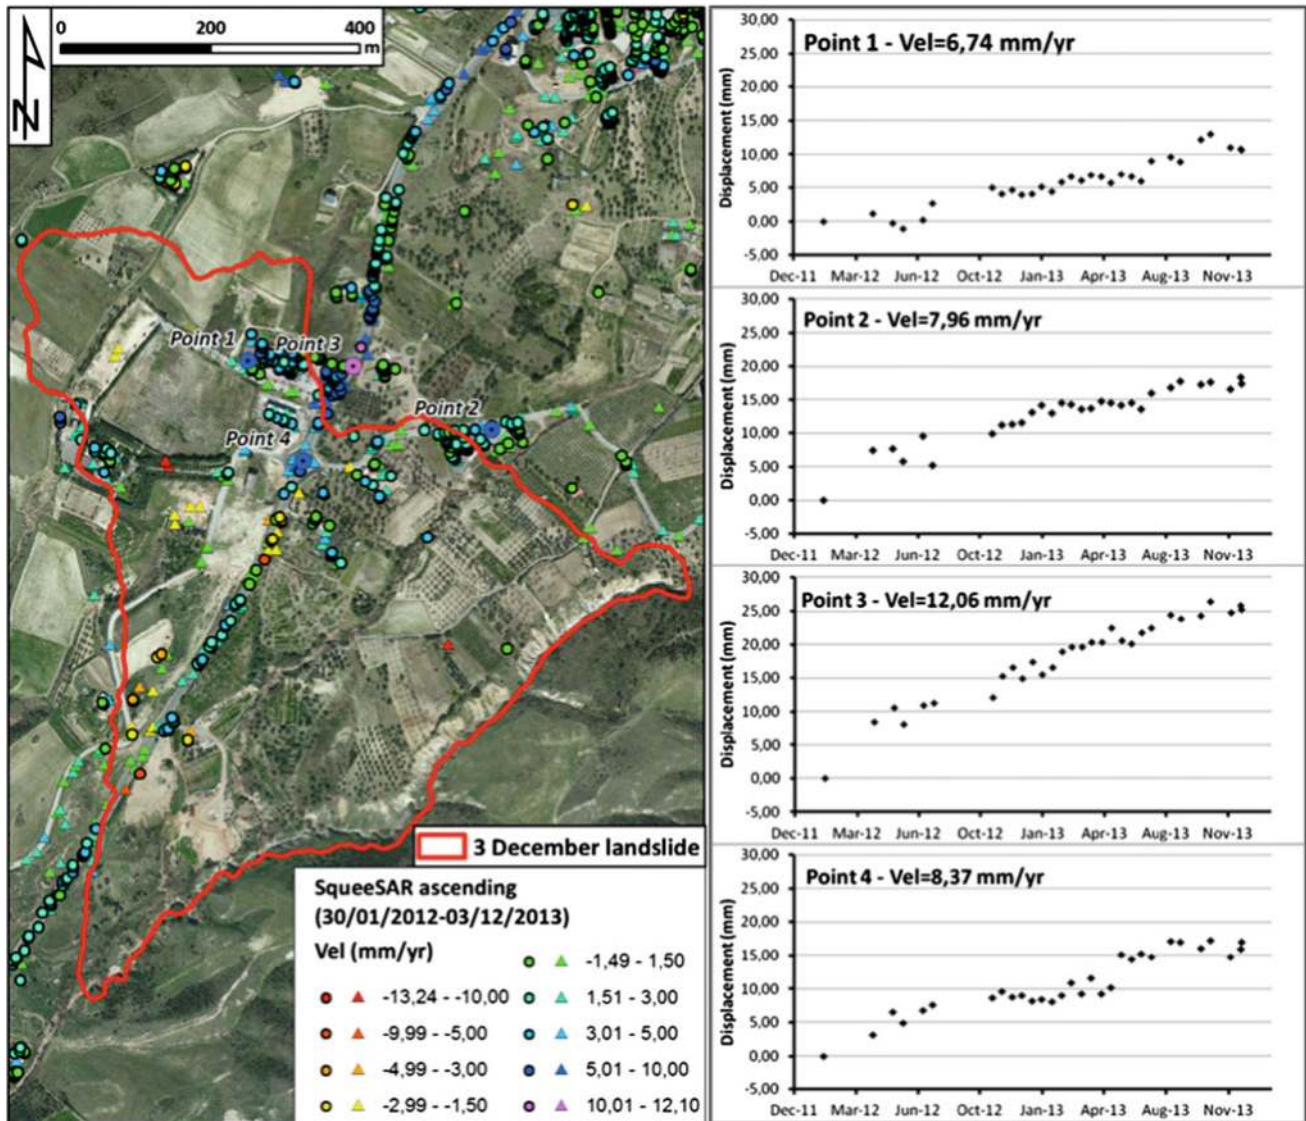 0 200 400
m
N
Point 1
Point 3
Point 2
Point 4
3 December landslide
SqueeSAR ascending
(30/01/2012-03/12/2013)
Vel (mm/yr)
-13,24 - -10,00
-9,99 - -5,00
-4,99 - -3,00
-2,99 - -1,50
-1,49 - 1,50
1,51 - 3,00
3,01 - 5,00
5,01 - 10,00
10,01 - 12,10
Point 1 - Vel=6,74 mm/yr
Displacement (mm)
30,00
25,00
20,00
15,00
10,00
5,00
0,00
-5,00
Dec-11 Mar-12 Jun-12 Oct-12 Jan-13 Apr-13 Aug-13 Nov-13
Point 2 - Vel=7,96 mm/yr
Displacement (mm)
30,00
25,00
20,00
15,00
10,00
5,00
0,00
-5,00
Dec-11 Mar-12 Jun-12 Oct-12 Jan-13 Apr-13 Aug-13 Nov-13
Point 3 - Vel=12,06 mm/yr
Displacement (mm)
30,00
25,00
20,00
15,00
10,00
5,00
0,00
-5,00
Dec-11 Mar-12 Jun-12 Oct-12 Jan-13 Apr-13 Aug-13 Nov-13
Point 4 - Vel=8,37 mm/yr
Displacement (mm)
30,00
25,00
20,00
15,00
10,00
5,00
0,00
-5,00
Dec-11 Mar-12 Jun-12 Oct-12 Jan-13 Apr-13 Aug-13 Nov-13